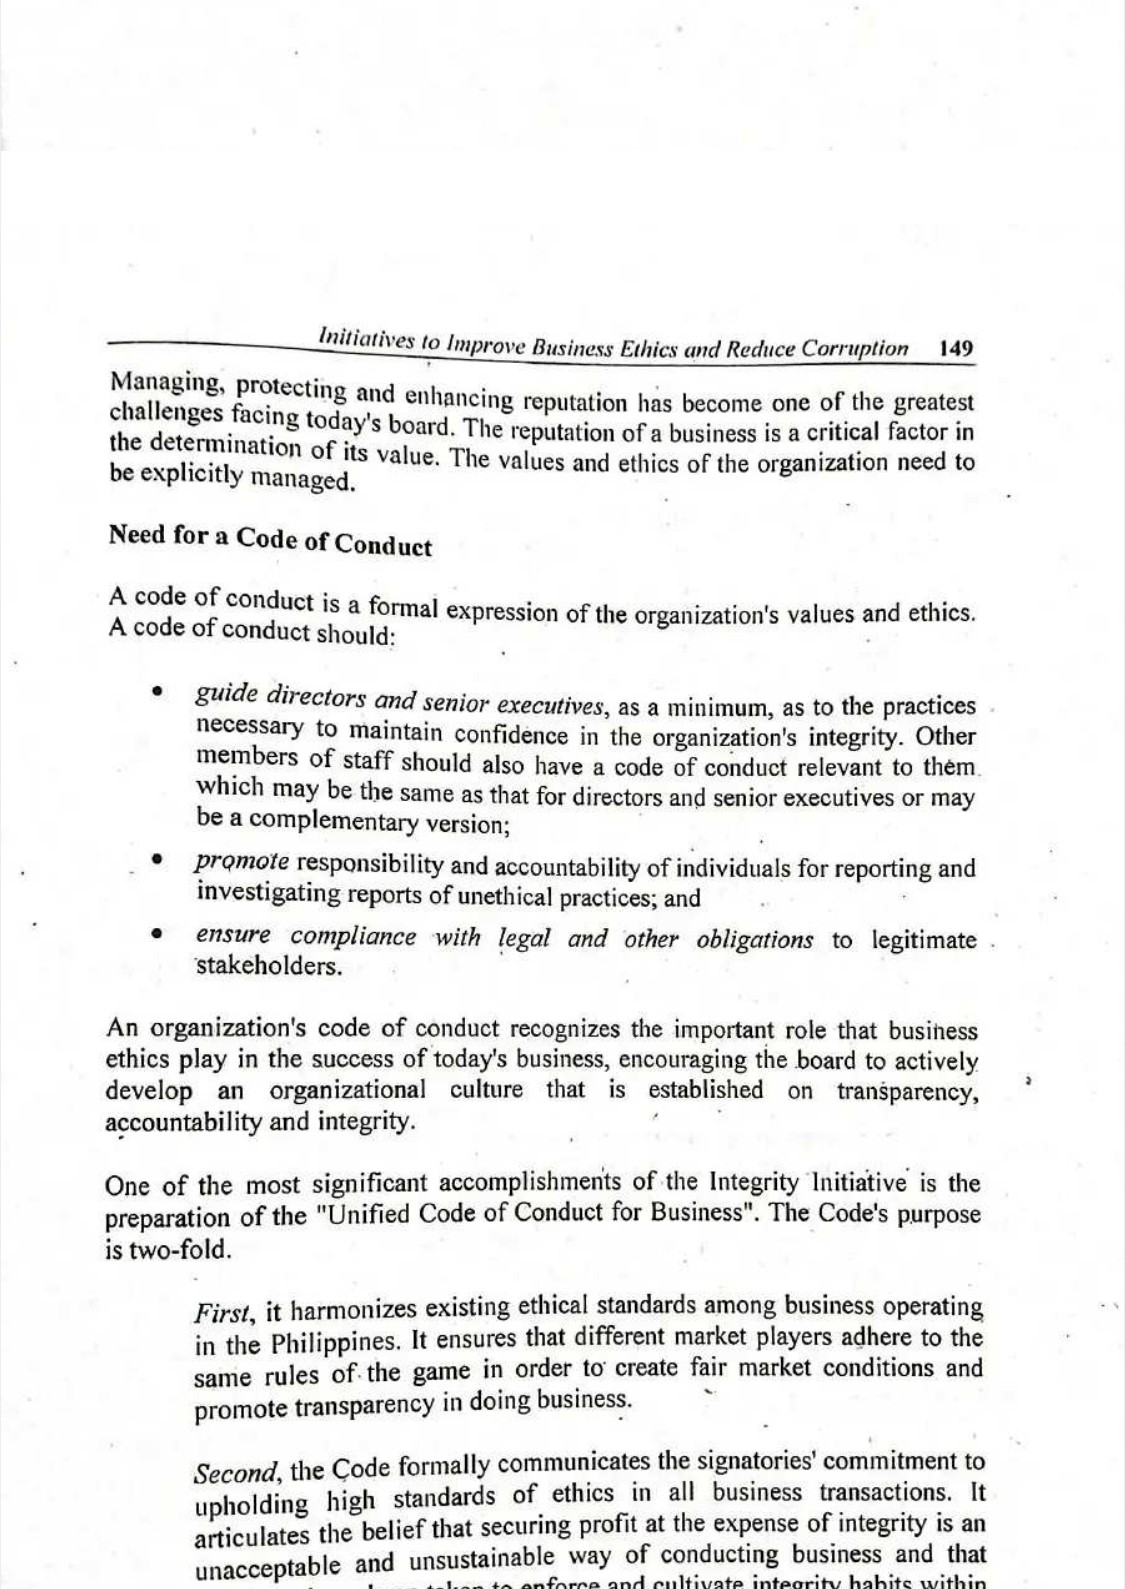 Initiatives to Improve Business Ethics and Reduce Corruption 149
Managing, protecting and enhancing reputation has become one of the greatest
challenges facing today's board. The reputation of a business is a critical factor in
the determination of its value. The values and ethics of the organization need to
be explicitly managed.
Need for a Code of Conduct
A code of conduct is a formal expression of the organization's values and ethics.
A code of conduct should:
• guide directors and senior executives, as a minimum, as to the practices
necessary to maintain confidence in the organization's integrity. Other
members of staff should also have a code of conduct relevant to them
which may be the same as that for directors and senior executives or may
be a complementary version;
• promote responsibility and accountability of individuals for reporting and
investigating reports of unethical practices; and
• ensure compliance with legal and other obligations to legitimate
stakeholders.
An organization's code of conduct recognizes the important role that business
ethics play in the success of today's business, encouraging the board to actively
develop an organizational culture that is established on transparency,
accountability and integrity.
One of the most significant accomplishments of the Integrity Initiative is the
preparation of the "Unified Code of Conduct for Business". The Code's purpose
is two-fold.
First, it harmonizes existing ethical standards among business operating
in the Philippines. It ensures that different market players adhere to the
same rules of the game in order to create fair market conditions and
promote transparency in doing business.
Second, the Code formally communicates the signatories' commitment to
upholding high standards of ethics in all business transactions. It
articulates the belief that securing profit at the expense of integrity is an
unacceptable and unsustainable way of conducting business and that
taken to enforce and cultivate integrity habits within